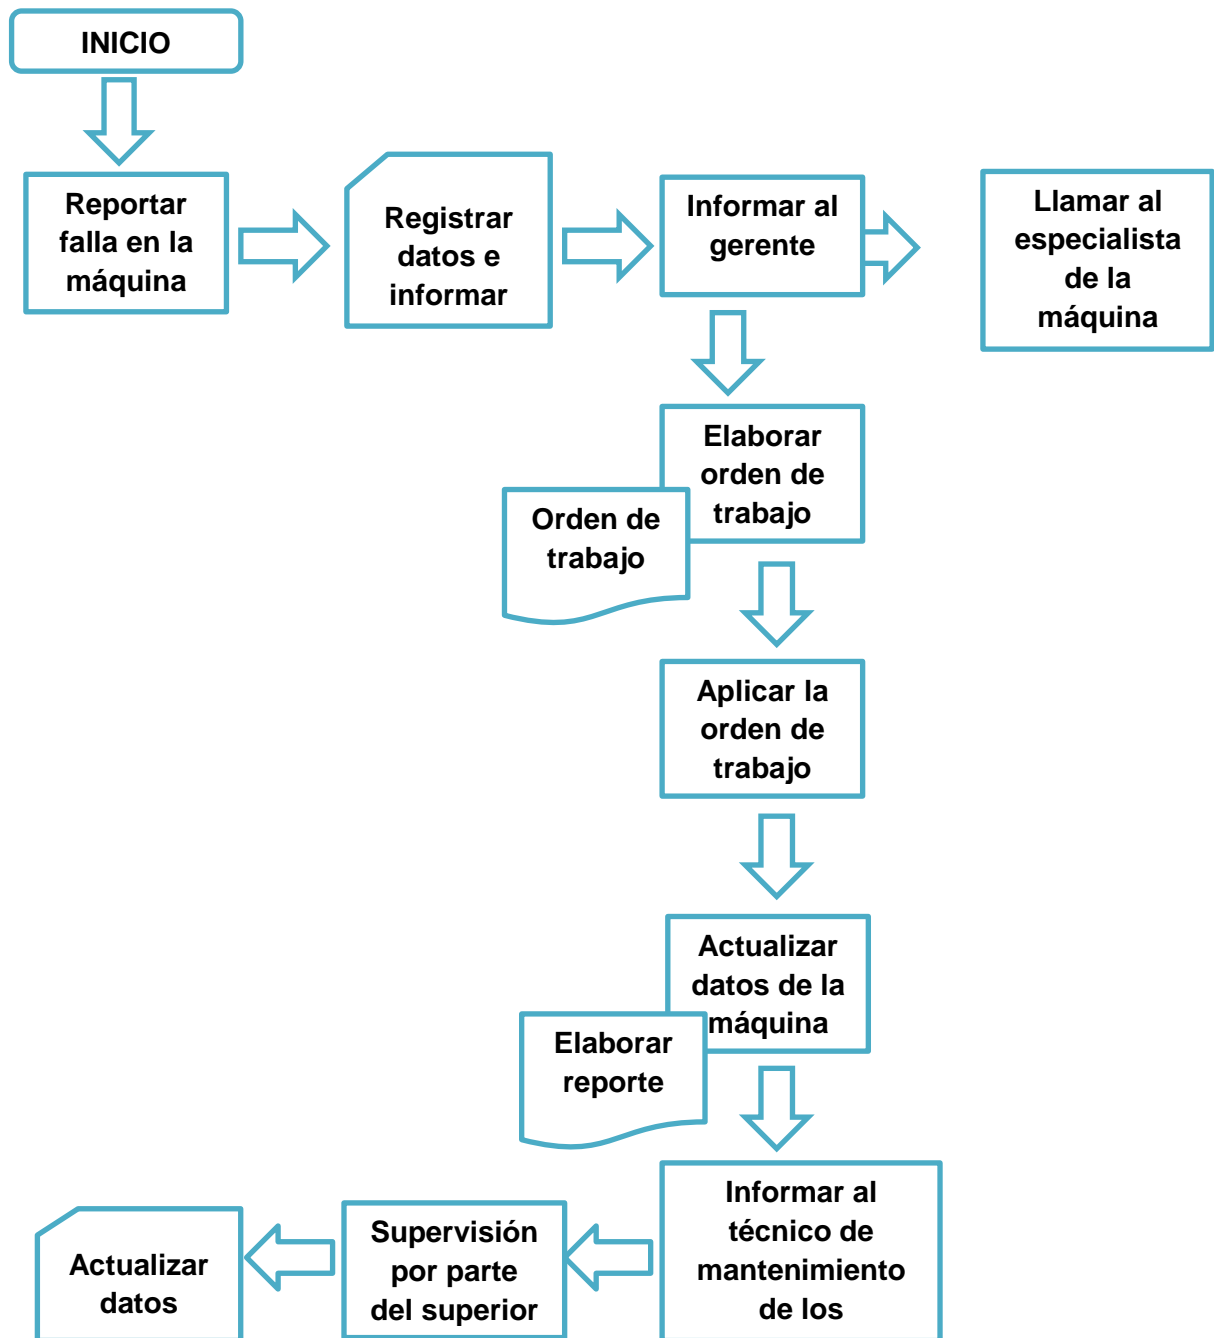 INICIO
Reportar
falla en la
máquina
Registrar
datos e
informar
Informar al
gerente
Llamar al
especialista
de la
máquina
Elaborar
orden de
trabajo
Orden de
trabajo
Aplicar la
orden de
trabajo
Actualizar
datos de la
máquina
Elaborar
reporte
Informar al
técnico de
mantenimiento
de los
Supervisión
por parte
del superior
Actualizar
datos